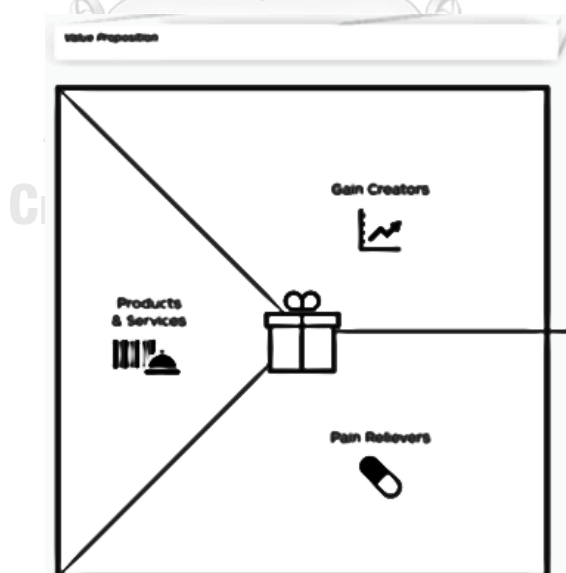 Value Proposition
Gain Creators
Products
& Services
Pain Relievers